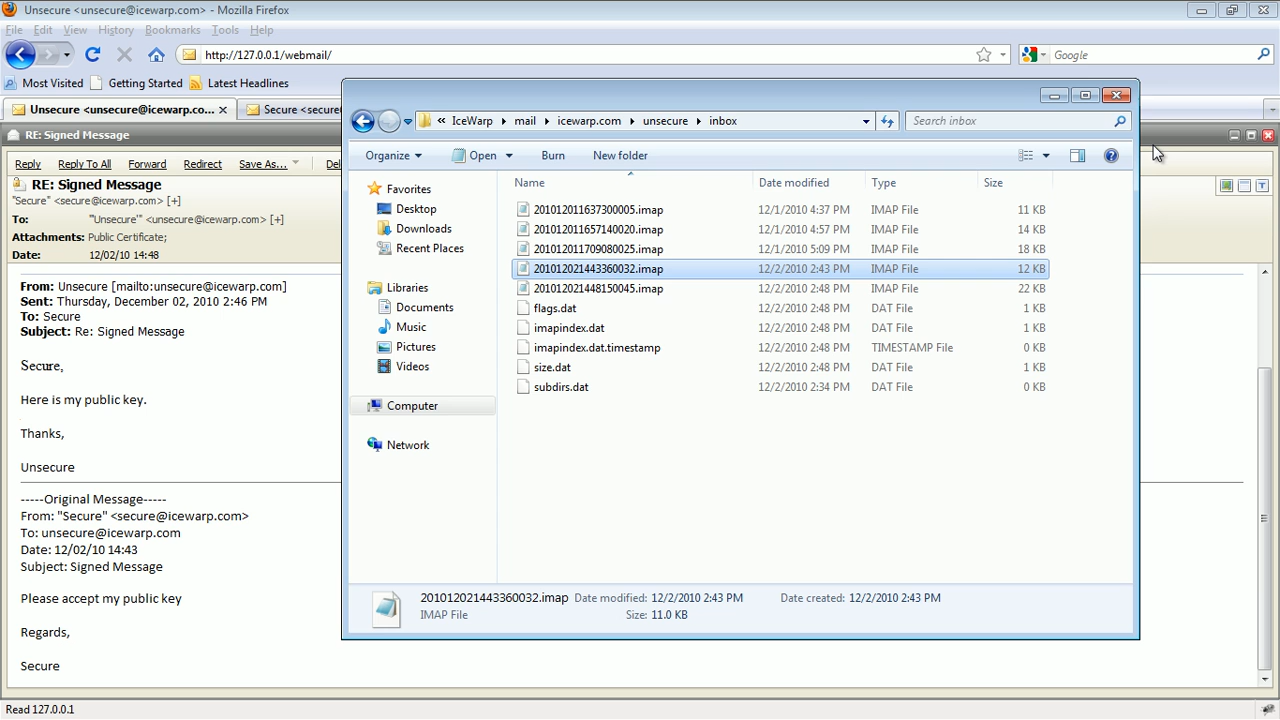 Unsecure <unsecure@icewarp.com> - Mozilla Firefox
File Edit View History Bookmarks Tools Help
http://127.0.0.1/webmail/
Google
Most Visited Getting Started Latest Headlines
Unsecure <unsecure@icewarp.co...
Secure <secure
RE: Signed Message
Reply Reply To All Forward Redirect Save As... Del
RE: Signed Message
"Secure" <secure@icewarp.com> [+]
To: "Unsecure'" <unsecure@icewarp.com> [+]
Attachments: Public Certificate;
Date: 12/02/10 14:48
From: Unsecure [mailto:unsecure@icewarp.com]
Sent: Thursday, December 02, 2010 2:46 PM
To: Secure
Subject: Re: Signed Message
Secure,
Here is my public key.
Thanks,
Unsecure
-----Original Message-----
From: "Secure" <secure@icewarp.com>
To: unsecure@icewarp.com
Date: 12/02/10 14:43
Subject: Signed Message
Please accept my public key
Regards,
Secure
Read 127.0.0.1
« IceWarp mail icewarp.com unsecure inbox
Search inbox
Organize Open Burn New folder
Favorites
Desktop
Downloads
Recent Places
Libraries
Documents
Music
Pictures
Videos
Computer
Network
Name Date modified Type Size
201012011637300005.imap 12/1/2010 4:37 PM IMAP File 11 KB
201012011657140020.imap 12/1/2010 4:57 PM IMAP File 14 KB
201012011709080025.imap 12/1/2010 5:09 PM IMAP File 18 KB
201012021443360032.imap 12/2/2010 2:43 PM IMAP File 12 KB
201012021448150045.imap 12/2/2010 2:48 PM IMAP File 22 KB
flags.dat 12/2/2010 2:48 PM DAT File 1 KB
imapindex.dat 12/2/2010 2:48 PM DAT File 1 KB
imapindex.dat.timestamp 12/2/2010 2:48 PM TIMESTAMP File 0 KB
size.dat 12/2/2010 2:48 PM DAT File 1 KB
subdirs.dat 12/2/2010 2:34 PM DAT File 0 KB
201012021443360032.imap Date modified: 12/2/2010 2:43 PM Date created: 12/2/2010 2:43 PM
IMAP File Size: 11.0 KB